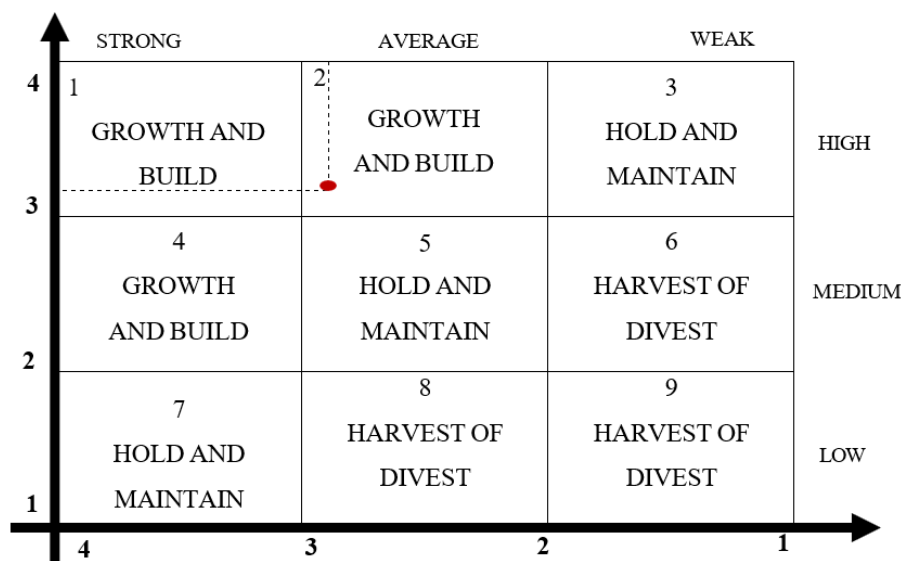 STRONG AVERAGE WEAK
4 1 2 3
GROWTH AND BUILD GROWTH AND BUILD HOLD AND MAINTAIN HIGH
3
4 5 6
GROWTH AND BUILD HOLD AND MAINTAIN HARVEST OF DIVEST MEDIUM
2
7 8 9
HOLD AND MAINTAIN HARVEST OF DIVEST HARVEST OF DIVEST LOW
1
4 3 2 1